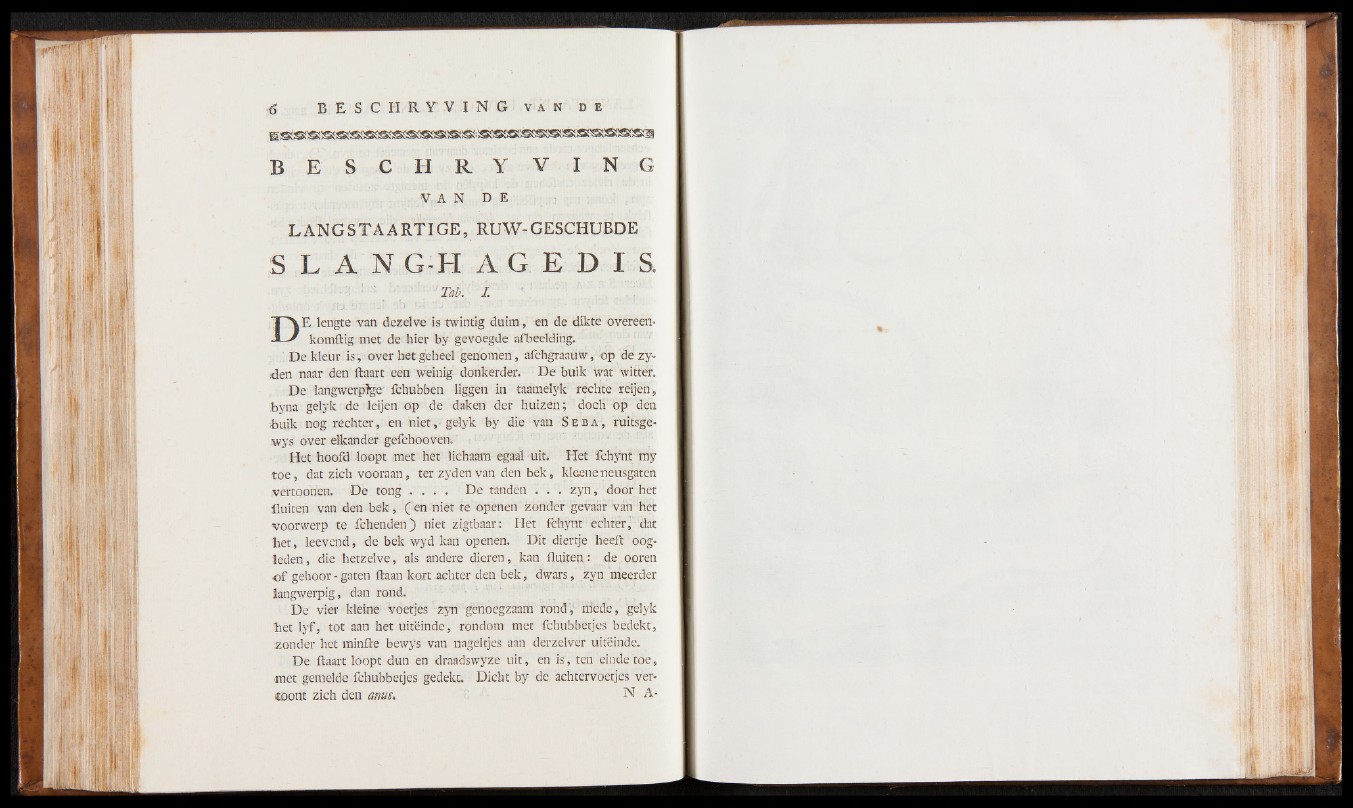 6 BESCHRYVING VAN DE
BESCHRYVING
VAN DE
LANGSTAARTIGE, RUW-GESCHUBDE
SLANG-HAGEDIS.
Tab. I.
DE lengte van dezelve is twintig duim, en de dikte overeen-
komſtig met de hier by gevoegde afbeelding.
De kleur is, over het geheel genomen, aſchgraauw, op de zy-
den naar den ſtaart een weinig donkerder. De buik wat witter.
De langwerpige ſchubben liggen in taamelyk rechte reijen,
byna gelyk de leijen op de daken der huizen; doch op den
buik nog rechter, en niet, gelyk by die van SEBA, ruitsge-
wys over elkander geſchooven.
Het hoofd loopt met het lichaam egaal uit. Het ſchynt my
toe, dat zich vooraan, ter zyden van den bek, kleene neusgaten
vertoonen. De tong . . . . De tanden . . . zyn, door het
ſluiten van den bek, (en niet te openen zonder gevaar van het
voorwerp te ſchenden) niet zigtbaar: Het ſchynt echter, dat
het, leevend, de bek wyd kan openen. Dit diertje heeft oog-
leden, die hetzelve, als andere dieren, kan ſluiten: de ooren
of gehoor-gaten ſtaan kort achter den bek, dwars, zyn meerder
langwerpig, dan rond.
De vier kleine voetjes zyn genoegzaam rond, mede, gelyk
het lyf, tot aan het uitëinde, rondom met ſchubbetjes bedekt,
zonder het minſte bewys van nageltjes aan derzelver uitëinde.
De ſtaart loopt dun en draadswyze uit, en is, ten einde toe,
met gemelde ſchubbetjes gedekt. Dicht by de achtervoetjes ver-
toont zich den anus. NA-